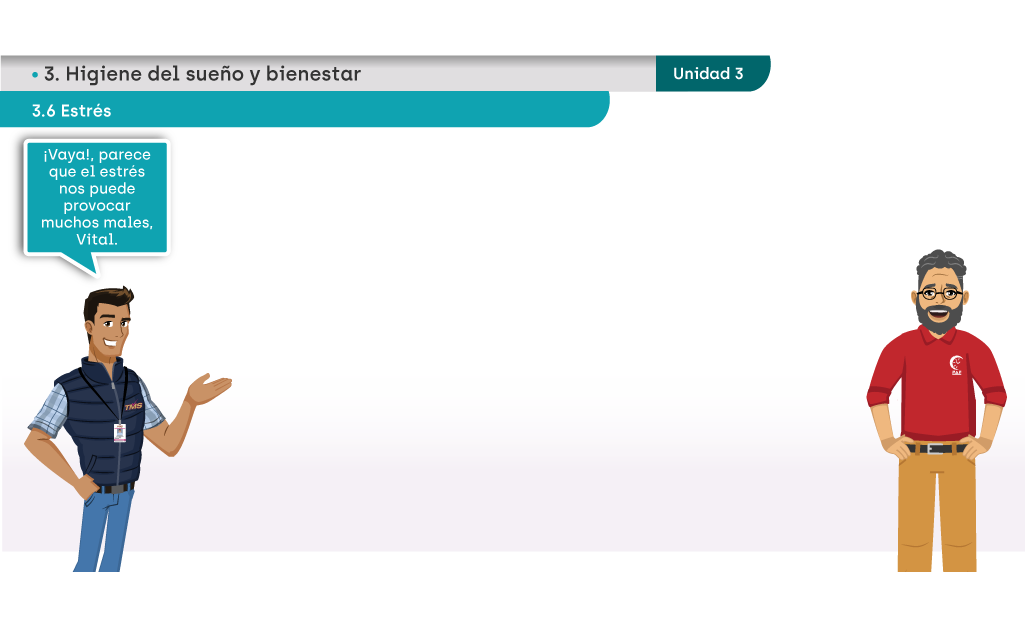 • 3. Higiene del sueño y bienestar
Unidad 3
3.6 Estrés
¡Vaya!, parece
que el estrés
nos puede
provocar
muchos males,
Vital.
TMS